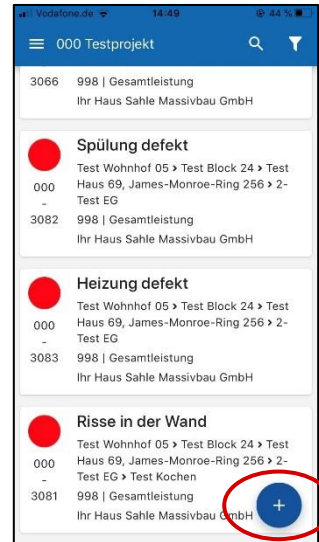 Vodafone.de 14:49 44 %
000 Testprojekt
3066 998 | Gesamtleistung
Ihr Haus Sahle Massivbau GmbH
Spülung defekt
Test Wohnhof 05 > Test Block 24 > Test
Haus 69, James-Monroe-Ring 256 > 2-
000
Test EG
-
3082 998 | Gesamtleistung
Ihr Haus Sahle Massivbau GmbH
Heizung defekt
Test Wohnhof 05 > Test Block 24 > Test
Haus 69, James-Monroe-Ring 256 > 2-
000
Test EG
-
3083 998 | Gesamtleistung
Ihr Haus Sahle Massivbau GmbH
Risse in der Wand
Test Wohnhof 05 > Test Block 24 > Test
Haus 69, James-Monroe-Ring 256 > 2-
000
Test EG > Test Kochen
-
3081 998 | Gesamtleistung
Ihr Haus Sahle Massivbau GmbH
+